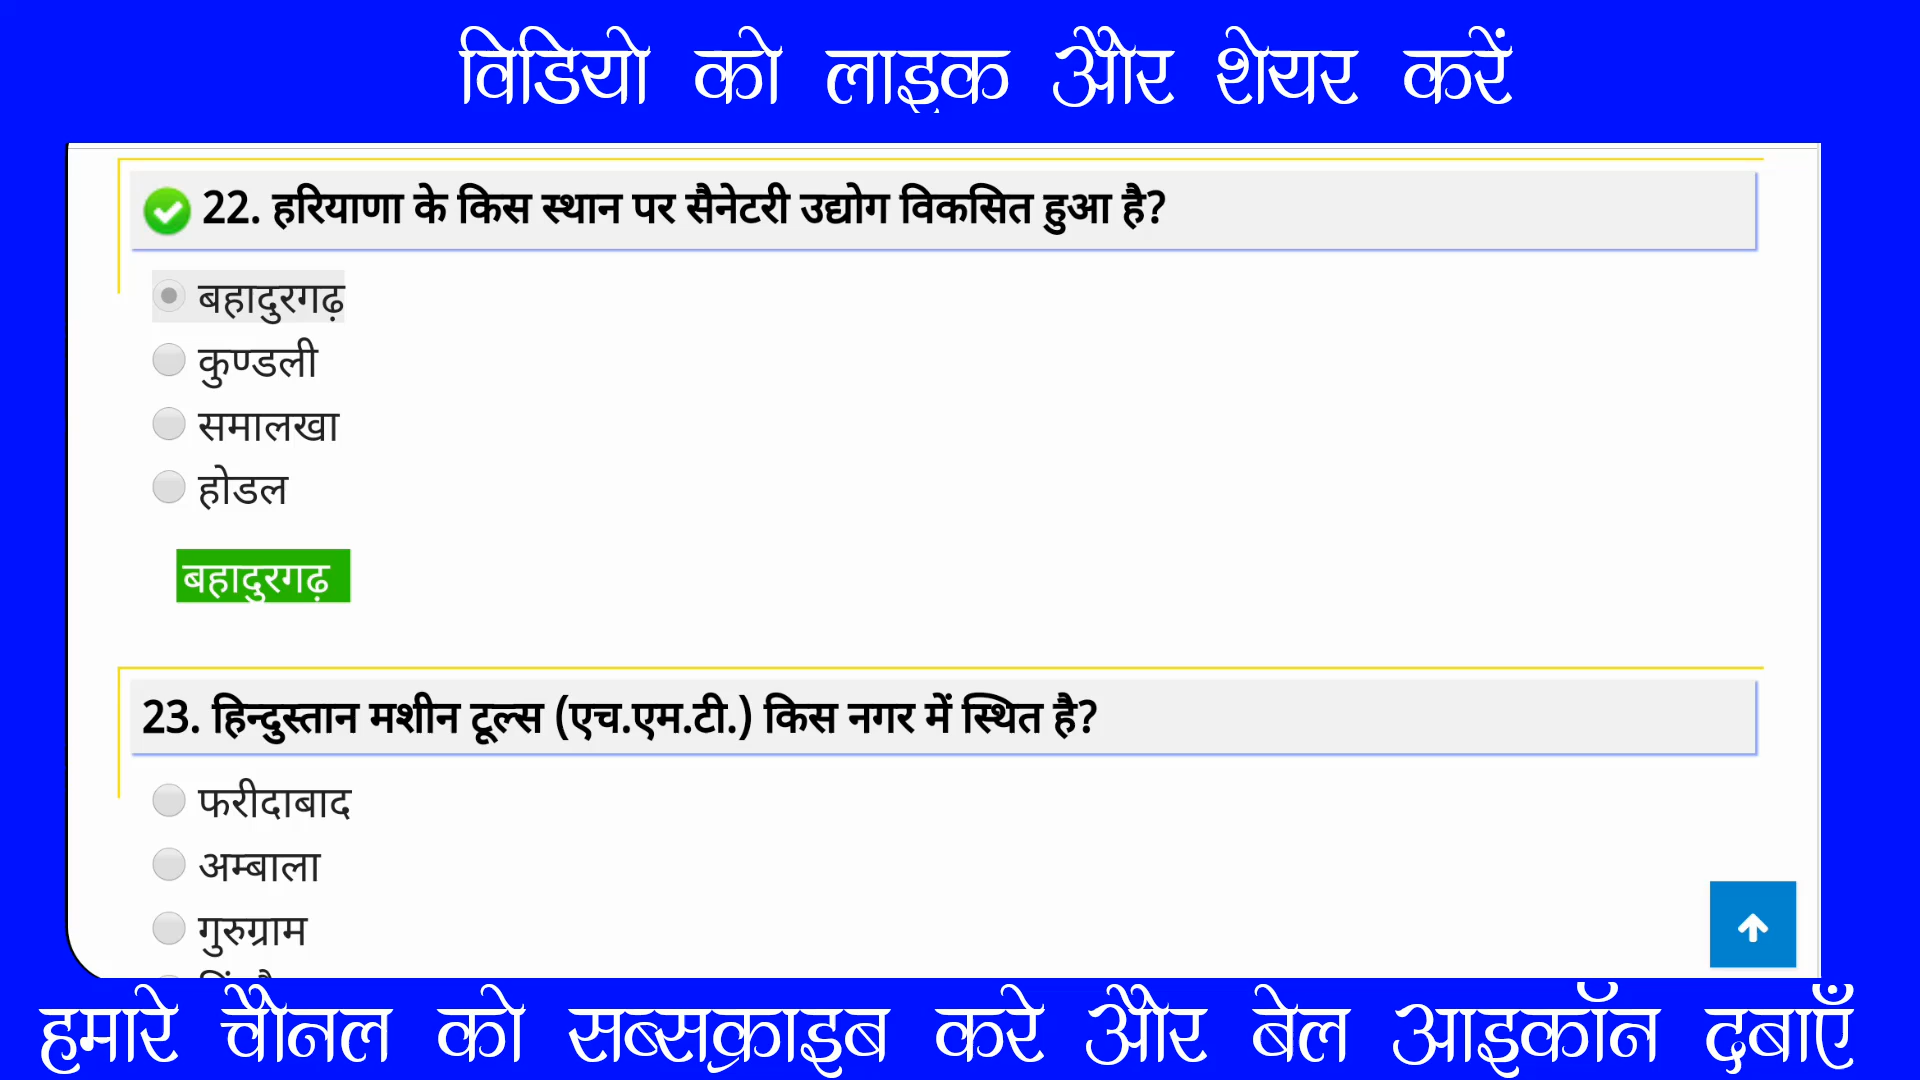 विडियो को लाइक और शेयर करें
22. हरियाणा के किस स्थान पर सैनेटरी उद्योग विकसित हुआ है?
बहादुरगढ़
कुण्डली
समालखा
होडल
बहादुरगढ़
23. हिन्दुस्तान मशीन टूल्स (एच.एम.टी.) किस नगर में स्थित है?
फरीदाबाद
अम्बाला
गुरुग्राम
हमारे चैनल को सब्सक्राइब करे और बेल आइकॉन दबाएँ